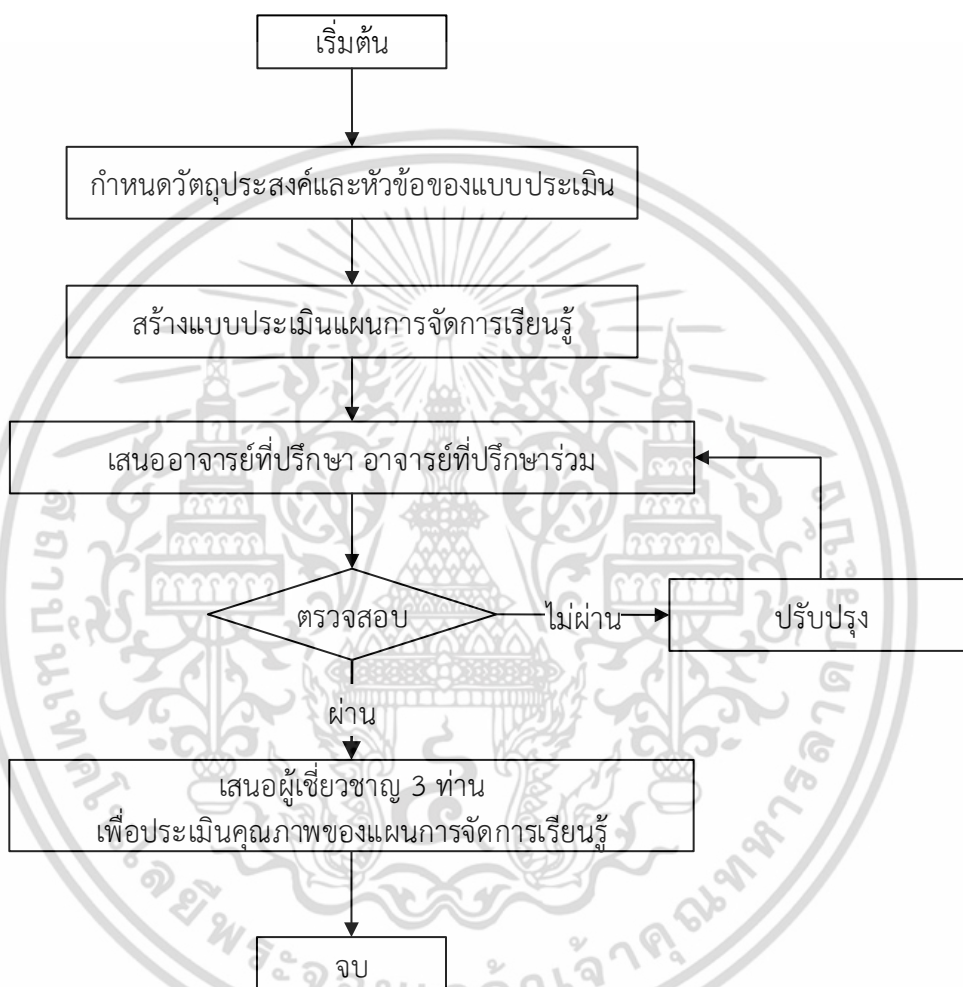 เริ่มต้น
กำหนดวัตถุประสงค์และหัวข้อของแบบประเมิน
สร้างแบบประเมินแผนการจัดการเรียนรู้
เสนออาจารย์ที่ปรึกษา อาจารย์ที่ปรึกษาร่วม
ตรวจสอบ
ไม่ผ่าน
ปรับปรุง
ผ่าน
เสนอผู้เชี่ยวชาญ 3 ท่าน
เพื่อประเมินคุณภาพของแผนการจัดการเรียนรู้
จบ